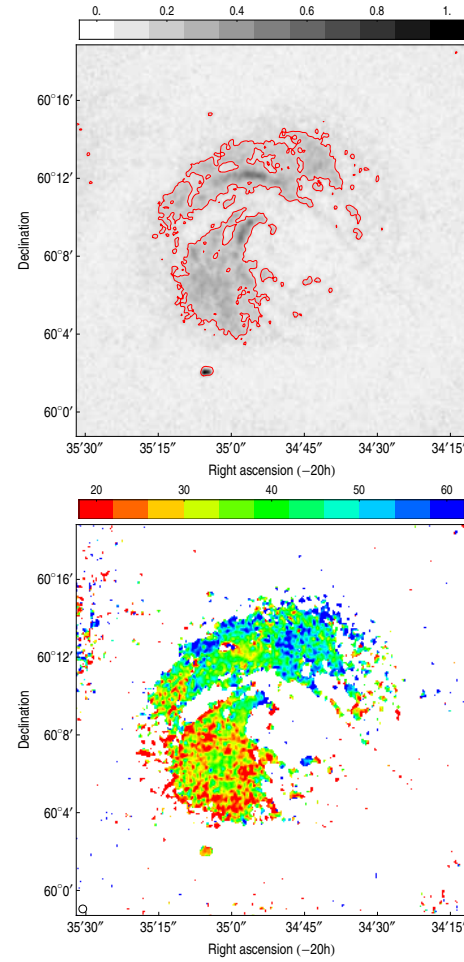 0. 0.2 0.4 0.6 0.8 1.
60°16′
60°12′
60°8′
60°4′
60°0′
Declination
35′30″ 35′15″ 35′0″ 34′45″ 34′30″ 34′15″
Right ascension (−20h)
20 30 40 50 60
60°16′
60°12′
60°8′
60°4′
60°0′
Declination
35′30″ 35′15″ 35′0″ 34′45″ 34′30″ 34′15″
Right ascension (−20h)